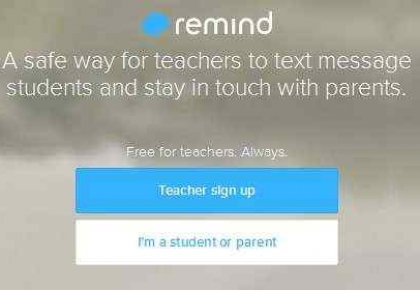 remind
A safe way for teachers to text message
students and stay in touch with parents.
Free for teachers. Always.
Teacher sign up
I'm a student or parent